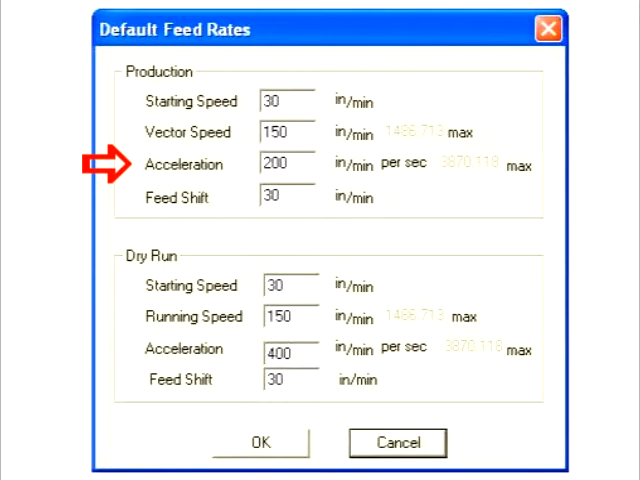 Default Feed Rates
Production
Starting Speed 30 in/min
Vector Speed 150 in/min 1486.713 max
Acceleration 200 in/min per sec 3870.118 max
Feed Shift 30 in/min
Dry Run
Starting Speed 30 in/min
Running Speed 150 in/min 1486.713 max
Acceleration 400 in/min per sec 3870.118 max
Feed Shift 30 in/min
OK Cancel